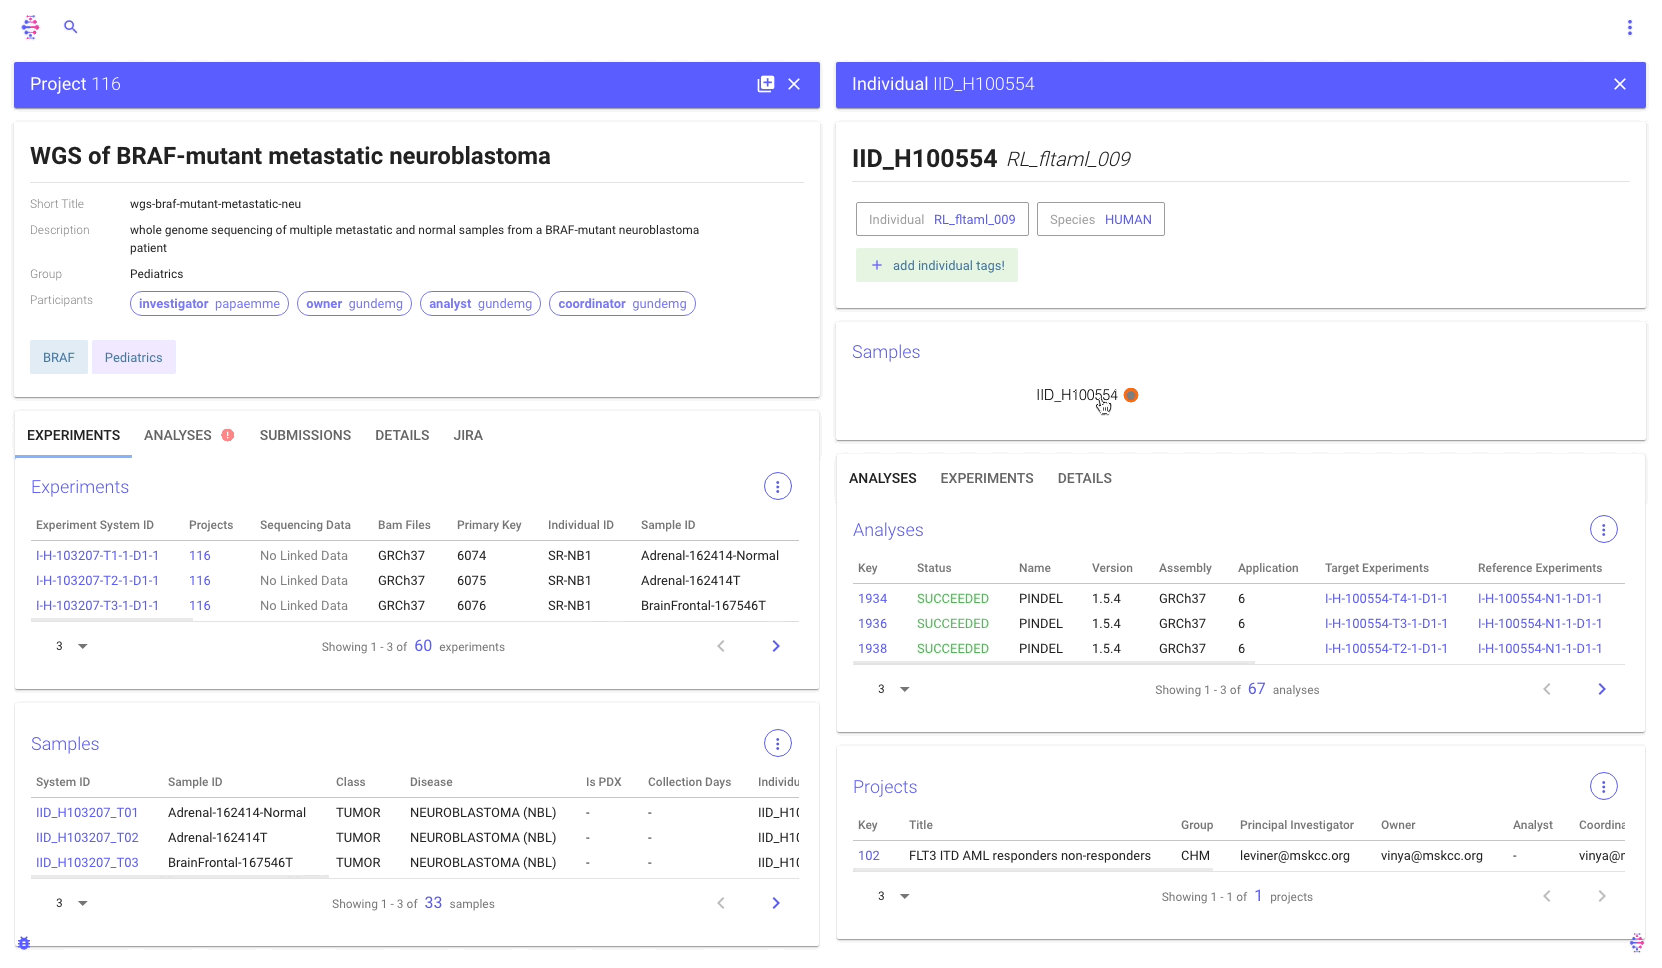 Project 116
WGS of BRAF-mutant metastatic neuroblastoma
Short Title wgs-braf-mutant-metastatic-neu
Description whole genome sequencing of multiple metastatic and normal samples from a BRAF-mutant neuroblastoma
patient
Group Pediatrics
Participants investigator papaemme owner gundemg analyst gundemg coordinator gundemg
BRAF Pediatrics
EXPERIMENTS ANALYSES ! SUBMISSIONS DETAILS JIRA
Experiments
Experiment System ID Projects Sequencing Data Bam Files Primary Key Individual ID Sample ID
I-H-103207-T1-1-D1-1 116 No Linked Data GRCh37 6074 SR-NB1 Adrenal-162414-Normal
I-H-103207-T2-1-D1-1 116 No Linked Data GRCh37 6075 SR-NB1 Adrenal-162414T
I-H-103207-T3-1-D1-1 116 No Linked Data GRCh37 6076 SR-NB1 BrainFrontal-167546T
3 Showing 1 - 3 of 60 experiments
Samples
System ID Sample ID Class Disease Is PDX Collection Days Individu
IID_H103207_T01 Adrenal-162414-Normal TUMOR NEUROBLASTOMA (NBL) - - IID_H10
IID_H103207_T02 Adrenal-162414T TUMOR NEUROBLASTOMA (NBL) - - IID_H10
IID_H103207_T03 BrainFrontal-167546T TUMOR NEUROBLASTOMA (NBL) - - IID_H10
3 Showing 1 - 3 of 33 samples
Individual IID_H100554
IID_H100554 RL_fltaml_009
Individual RL_fltaml_009 Species HUMAN
+ add individual tags!
Samples
IID_H100554
ANALYSES EXPERIMENTS DETAILS
Analyses
Key Status Name Version Assembly Application Target Experiments Reference Experiments
1934 SUCCEEDED PINDEL 1.5.4 GRCh37 6 I-H-100554-T4-1-D1-1 I-H-100554-N1-1-D1-1
1936 SUCCEEDED PINDEL 1.5.4 GRCh37 6 I-H-100554-T3-1-D1-1 I-H-100554-N1-1-D1-1
1938 SUCCEEDED PINDEL 1.5.4 GRCh37 6 I-H-100554-T2-1-D1-1 I-H-100554-N1-1-D1-1
3 Showing 1 - 3 of 67 analyses
Projects
Key Title Group Principal Investigator Owner Analyst Coordina
102 FLT3 ITD AML responders non-responders CHM leviner@mskcc.org vinya@mskcc.org - vinya@m
3 Showing 1 - 1 of 1 projects